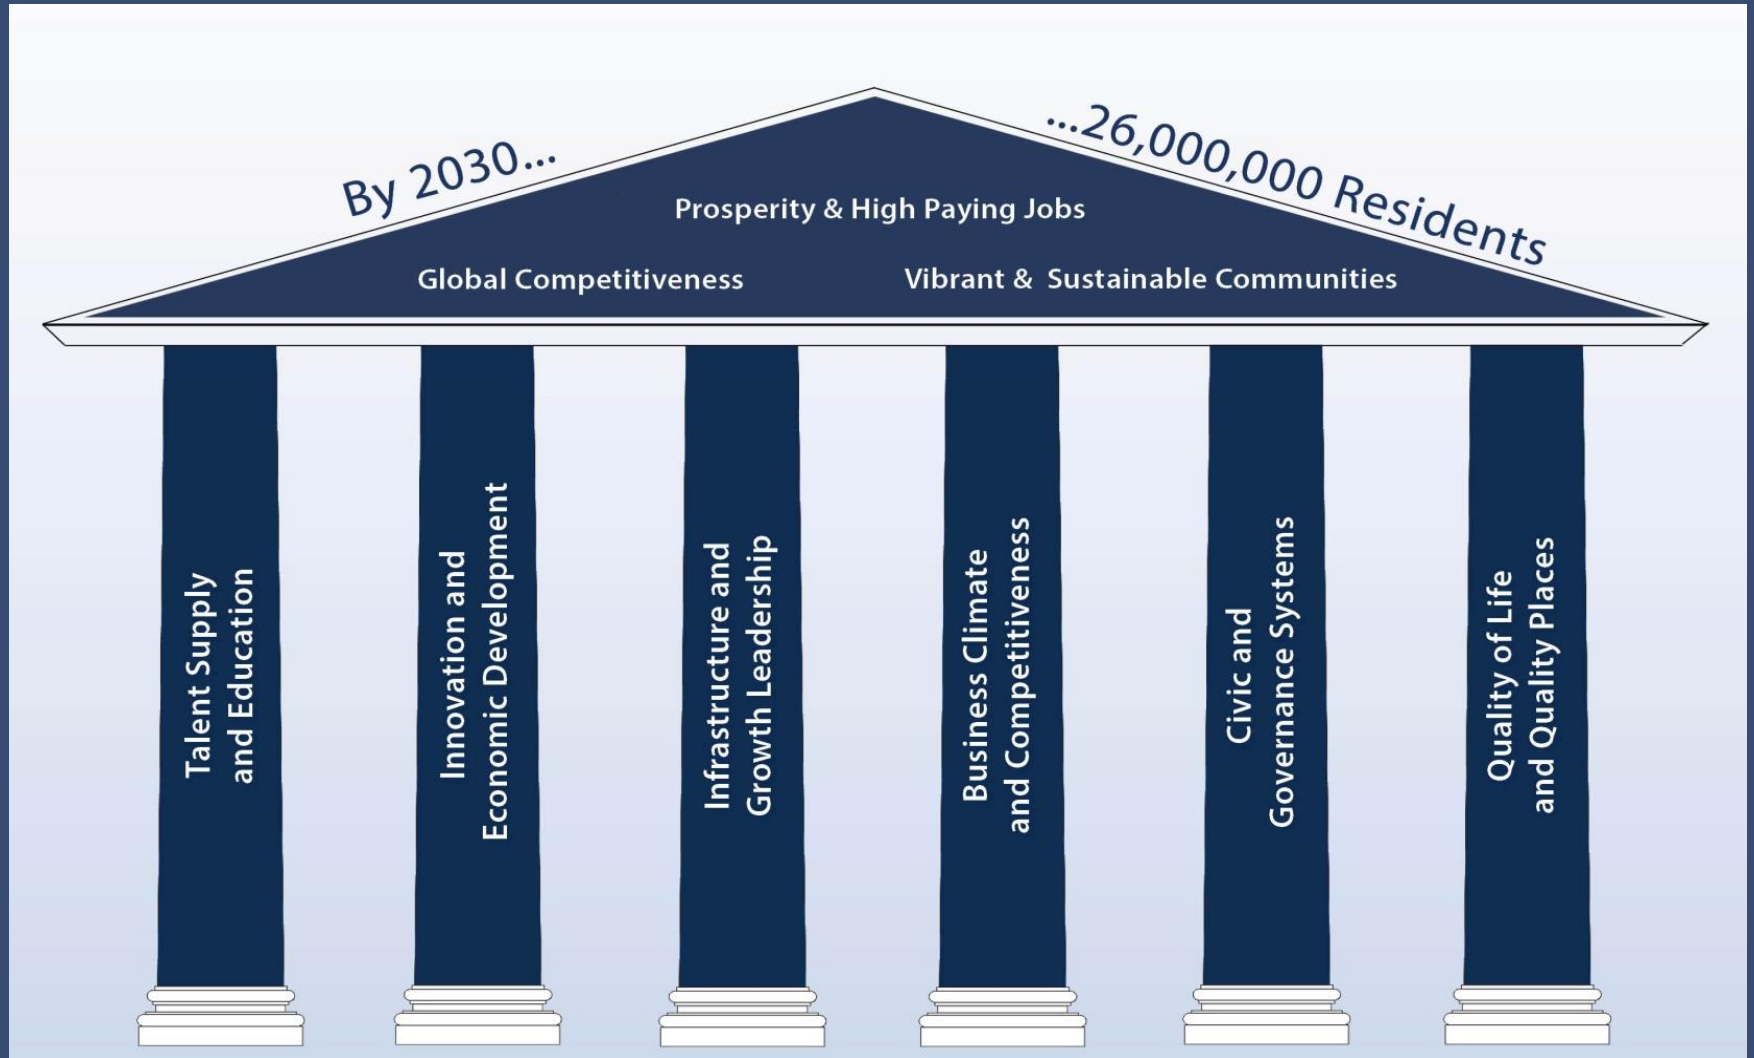 By 2030...
...26,000,000 Residents
Prosperity & High Paying Jobs
Global Competitiveness
Vibrant & Sustainable Communities
Talent Supply
and Education
Innovation and
Economic Development
Infrastructure and
Growth Leadership
Business Climate
and Competitiveness
Civic and
Governance Systems
Quality of Life
and Quality Places